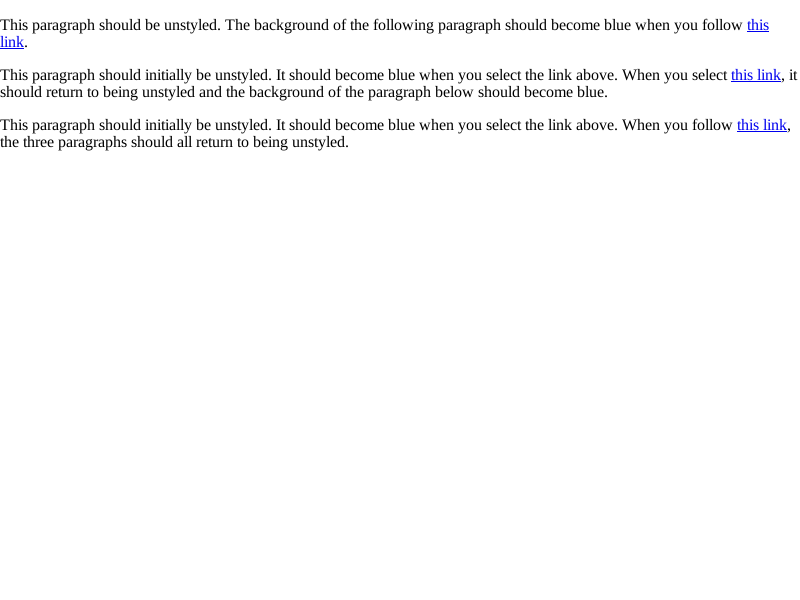 This paragraph should be unstyled. The background of the following paragraph should become blue when you follow this
link.
This paragraph should initially be unstyled. It should become blue when you select the link above. When you select this link, it
should return to being unstyled and the background of the paragraph below should become blue.
This paragraph should initially be unstyled. It should become blue when you select the link above. When you follow this link,
the three paragraphs should all return to being unstyled.